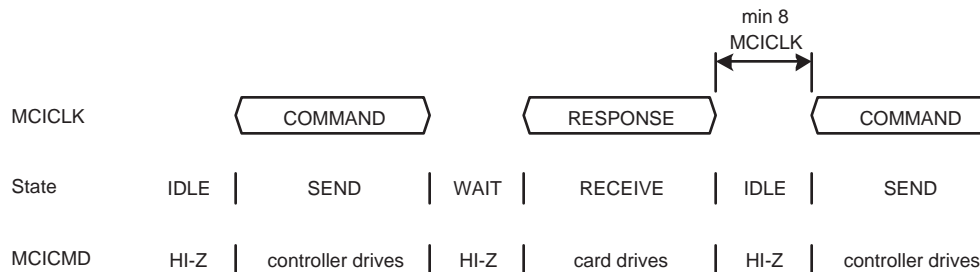 min 8
MCICLK
MCICLK COMMAND RESPONSE COMMAND
State IDLE SEND WAIT RECEIVE IDLE SEND
MCICMD HI-Z controller drives HI-Z card drives HI-Z controller drives